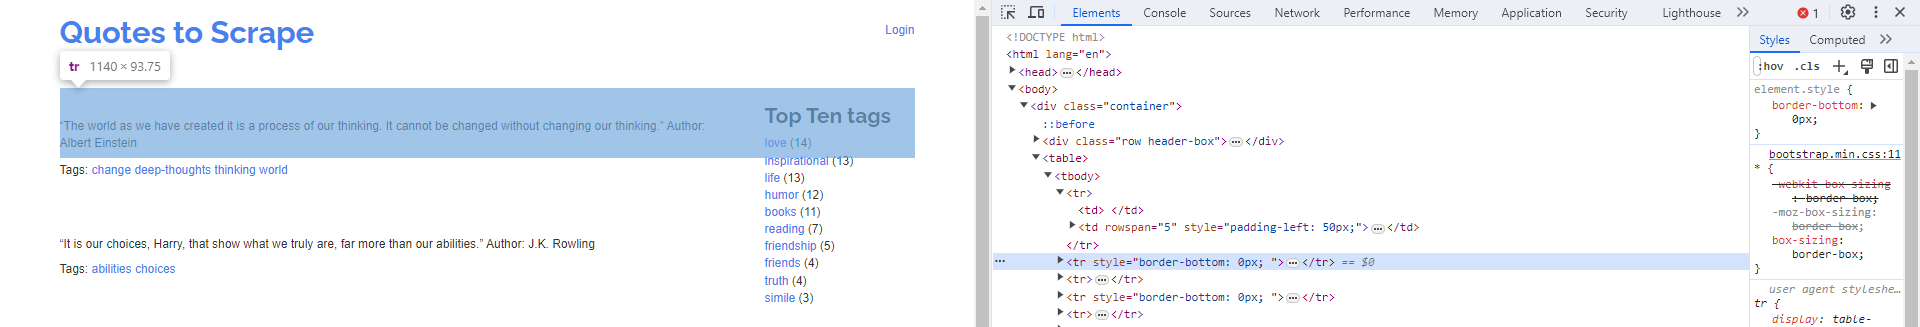 Quotes to Scrape
Login
tr 1140 × 93.75
“The world as we have created it is a process of our thinking. It cannot be changed without changing our thinking.” Author:
Albert Einstein
Tags: change deep-thoughts thinking world
“It is our choices, Harry, that show what we truly are, far more than our abilities.” Author: J.K. Rowling
Tags: abilities choices
Top Ten tags
love (14)
inspirational (13)
life (13)
humor (12)
books (11)
reading (7)
friendship (5)
friends (4)
truth (4)
simile (3)
Elements Console Sources Network Performance Memory Application Security Lighthouse 1
<!DOCTYPE html>
<html lang="en">
<head>…</head>
<body>
<div class="container">
::before
<div class="row header-box">…</div>
<table>
<tbody>
<tr>
<td> </td>
<td rowspan="5" style="padding-left: 50px;">…</td>
</tr>
<tr style="border-bottom: 0px; ">…</tr> == $0
<tr>…</tr>
<tr style="border-bottom: 0px; ">…</tr>
<tr>…</tr>
Styles Computed
:hov .cls
element.style {
border-bottom:
0px;
}
bootstrap.min.css:11
* {
-webkit-box-sizing
: border-box;
-moz-box-sizing:
border-box;
box-sizing:
border-box;
}
user agent styleshe…
tr {
display: table-